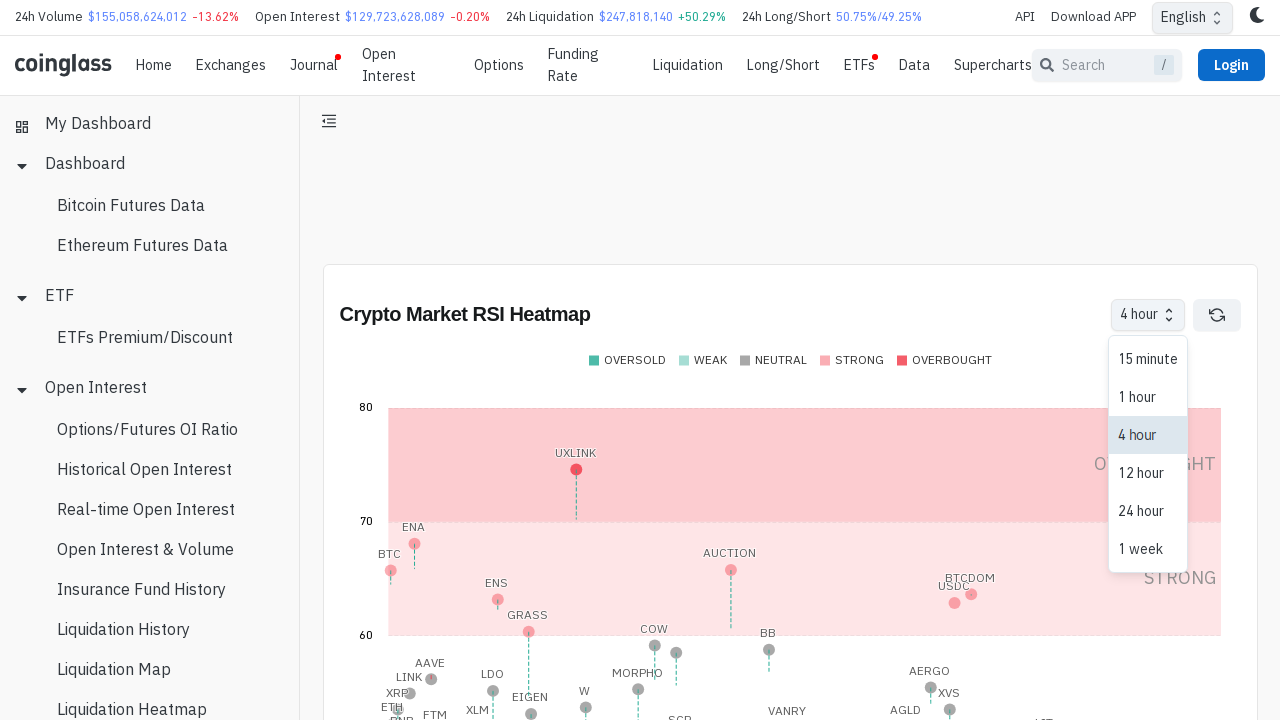 24h Volume $155,058,624,012 -13.62% Open Interest $129,723,628,089 -0.20% 24h Liquidation $247,818,140 +50.29% 24h Long/Short 50.75%/49.25% API Download APP English
coinglass Home Exchanges Journal Open Interest Options Funding Rate Liquidation Long/Short ETFs Data Supercharts Search / Login
My Dashboard
Dashboard
Bitcoin Futures Data
Ethereum Futures Data
ETF
ETFs Premium/Discount
Open Interest
Options/Futures OI Ratio
Historical Open Interest
Real-time Open Interest
Open Interest & Volume
Insurance Fund History
Liquidation History
Liquidation Map
Liquidation Heatmap
Crypto Market RSI Heatmap 4 hour
15 minute
1 hour
4 hour
12 hour
24 hour
1 week
OVERSOLD WEAK NEUTRAL STRONG OVERBOUGHT
80
UXLINK
70
ENA
BTC
AUCTION
STRONG
ENS
BTCDOM
USDC
GRASS
COW
BB
60
AAVE
LINK
LDO
MORPHO
AERGO
XRP
EIGEN
W
XVS
ETH
XLM
FTM
VANRY
AGLD